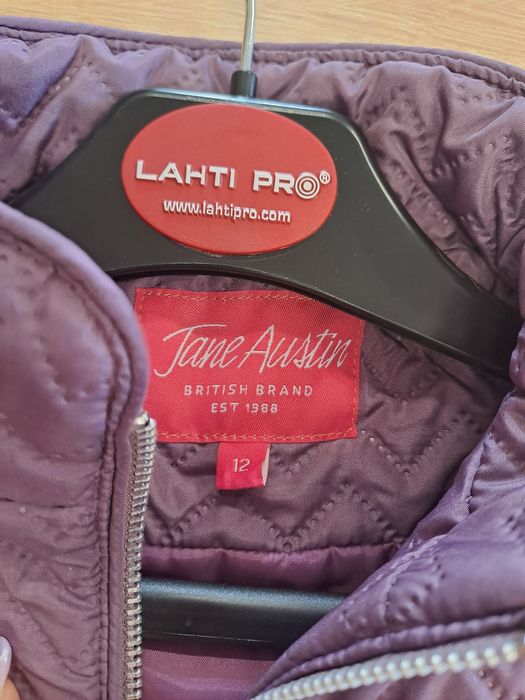 LAHTI PRO®
www.lahtipro.com
Jane Austin
BRITISH BRAND
EST 1988
12